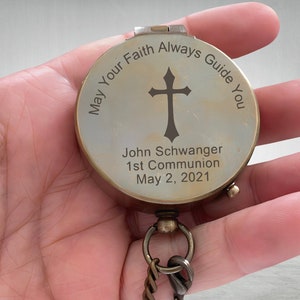 May Your Faith Always Guide You
John Schwanger
1st Communion
May 2, 2021